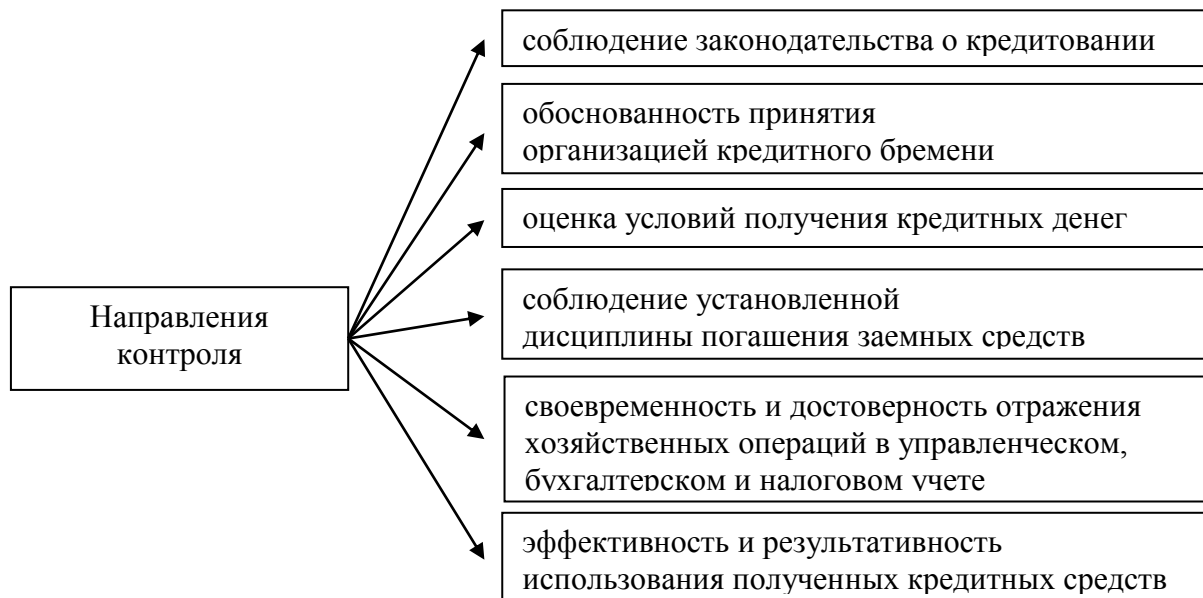 соблюдение законодательства о кредитовании
обоснованность принятия
организацией кредитного бремени
оценка условий получения кредитных денег
Направления
контроля
соблюдение установленной
дисциплины погашения заемных средств
своевременность и достоверность отражения
хозяйственных операций в управленческом,
бухгалтерском и налоговом учете
эффективность и результативность
использования полученных кредитных средств